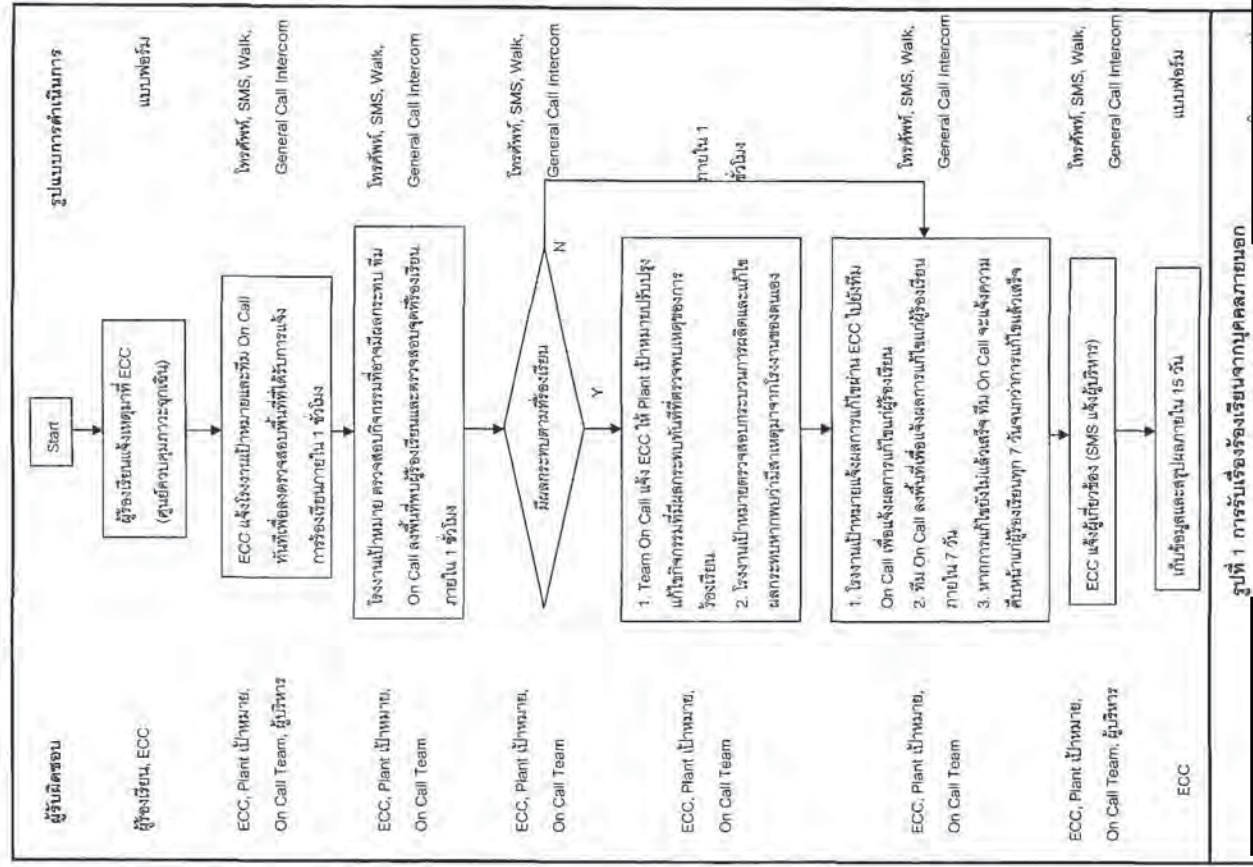 ผู้รับผิดชอบ
รูปแบบการดำเนินการ
Start
ผู้ร้องเรียน, ECC
ผู้ร้องเรียนแจ้งเหตุมาที่ ECC
(ศูนย์ควบคุมภาวะฉุกเฉิน)
แบบฟอร์ม
ECC, Plant เป้าหมาย,
On Call Team, ผู้บริหาร
ECC แจ้งโรงงานเป้าหมายและทีม On Call
ทันทีเพื่อลงตรวจสอบพื้นที่ที่ได้รับการแจ้ง
การร้องเรียนภายใน 1 ชั่วโมง
โทรศัพท์, SMS, Walk,
General Call Intercom
ECC, Plant เป้าหมาย,
On Call Team
โรงงานเป้าหมาย ตรวจสอบกิจกรรมที่อาจมีผลกระทบ ทีม
On Call ลงพื้นที่พบผู้ร้องเรียนและตรวจสอบจุดที่ร้องเรียน
ภายใน 1 ชั่วโมง
โทรศัพท์, SMS, Walk,
General Call Intercom
ECC, Plant เป้าหมาย,
On Call Team
มีผลกระทบตามที่ร้องเรียน
N
Y
โทรศัพท์, SMS, Walk,
General Call Intercom
ECC, Plant เป้าหมาย,
On Call Team
1. Team On Call แจ้ง ECC ให้ Plant เป้าหมายปรับปรุง
แก้ไขกิจกรรมที่มีผลกระทบทันทีที่ตรวจพบเหตุของการ
ร้องเรียน
2. โรงงานเป้าหมายตรวจสอบกระบวนการผลิตและแก้ไข
ผลกระทบหากพบว่ามีสาเหตุมาจากโรงงานของตนเอง
ภายใน 1
ชั่วโมง
ECC, Plant เป้าหมาย,
On Call Team
1. โรงงานเป้าหมายแจ้งผลการแก้ไขผ่าน ECC ไปยังทีม
On Call เพื่อแจ้งผลการแก้ไขแก่ผู้ร้องเรียน
2. ทีม On Call ลงพื้นที่เพื่อแจ้งผลการแก้ไขแก่ผู้ร้องเรียน
ภายใน 7 วัน
3. หากการแก้ไขยังไม่แล้วเสร็จ ทีม On Call จะแจ้งความ
คืบหน้าแก่ผู้ร้องเรียนทุก 7 วันจนกว่าการแก้ไขแล้วเสร็จ
โทรศัพท์, SMS, Walk,
General Call Intercom
ECC, Plant เป้าหมาย,
On Call Team, ผู้บริหาร
ECC แจ้งผู้เกี่ยวข้อง (SMS แจ้งผู้บริหาร)
โทรศัพท์, SMS, Walk,
General Call Intercom
ECC
เก็บข้อมูลและสรุปผลภายใน 15 วัน
แบบฟอร์ม
รูปที่ 1 การรับเรื่องร้องเรียนจากบุคคลภายนอก